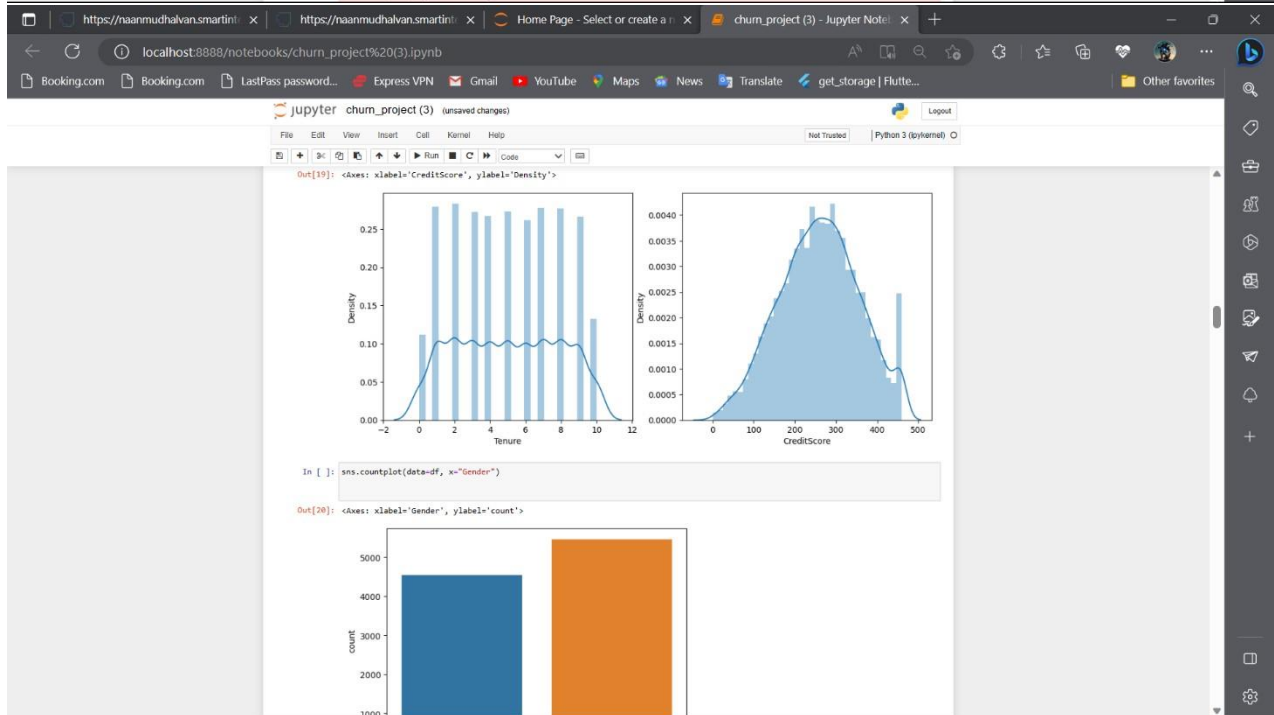 https://naanmudhalvan.smartinte
https://naanmudhalvan.smartinte
Home Page - Select or create a n
churn_project (3) - Jupyter Note
localhost:8888/notebooks/churn_project%20(3).ipynb
Booking.com Booking.com LastPass password... Express VPN Gmail YouTube Maps News Translate get_storage | Flutte... Other favorites
jupyter churn_project (3) (unsaved changes) Logout
File Edit View Insert Cell Kernel Help Not Trusted Python 3 (ipykernel)
Run Code
Out[19]: <Axes: xlabel='CreditScore', ylabel='Density'>
0.25
0.20
0.15
0.10
0.05
0.00
Density
−2 0 2 4 6 8 10 12
Tenure
0.0040
0.0035
0.0030
0.0025
0.0020
0.0015
0.0010
0.0005
0.0000
Density
0 100 200 300 400 500
CreditScore
In [ ]: sns.countplot(data=df, x="Gender")
Out[20]: <Axes: xlabel='Gender', ylabel='count'>
5000
4000
3000
2000
1000
count